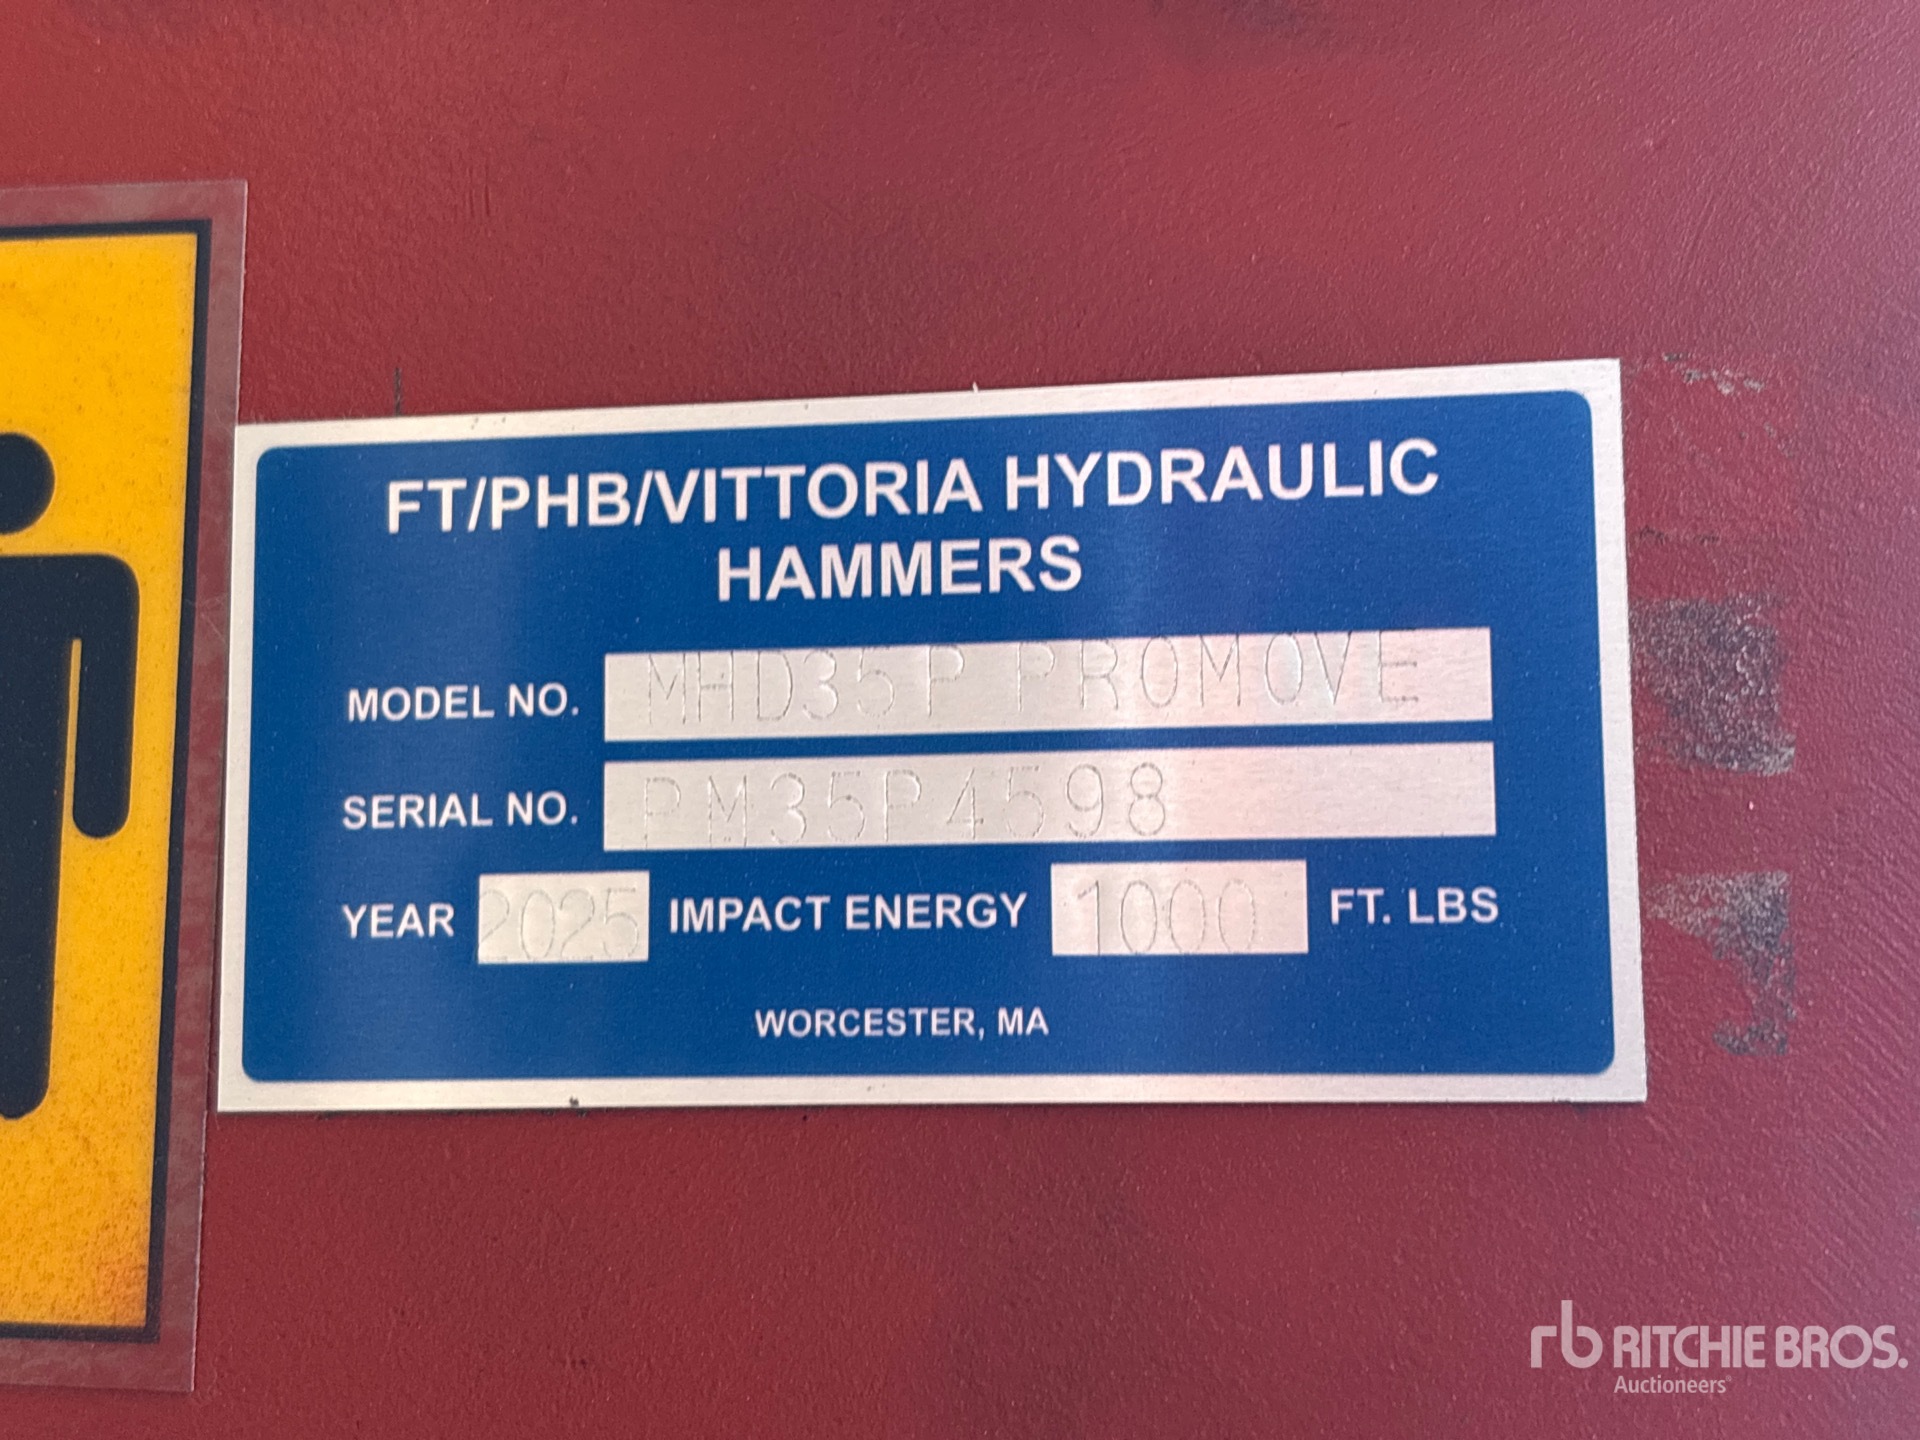 FT/PHB/VITTORIA HYDRAULIC
HAMMERS
MODEL NO. MHD35P PROMOVE
SERIAL NO. PM35P4598
YEAR 2025 IMPACT ENERGY 1000 FT. LBS
WORCESTER, MA
rb RITCHIE BROS.
Auctioneers